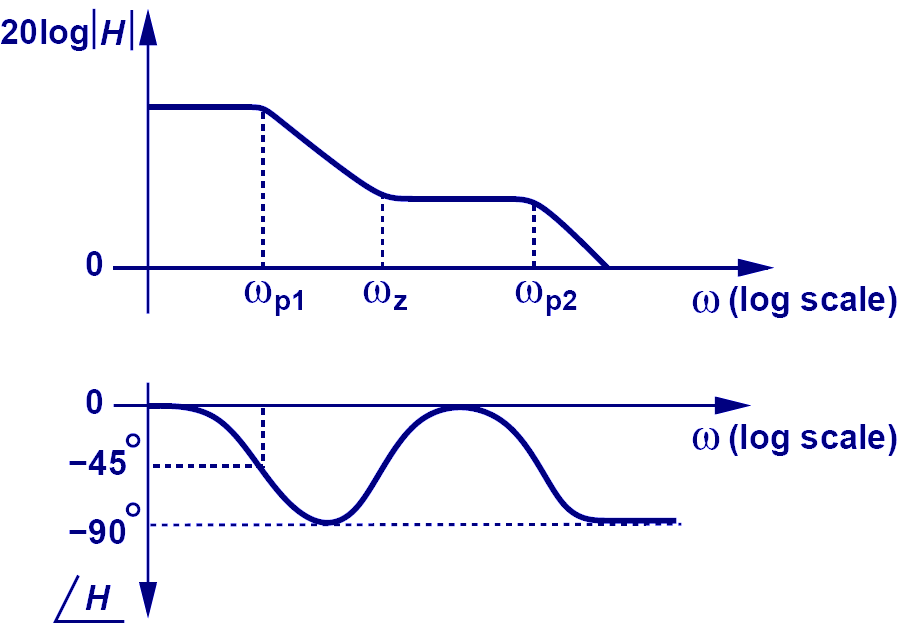 20log|H|
0
ωp1
ωz
ωp2
ω (log scale)
0
ω (log scale)
−45°
−90°
∠H